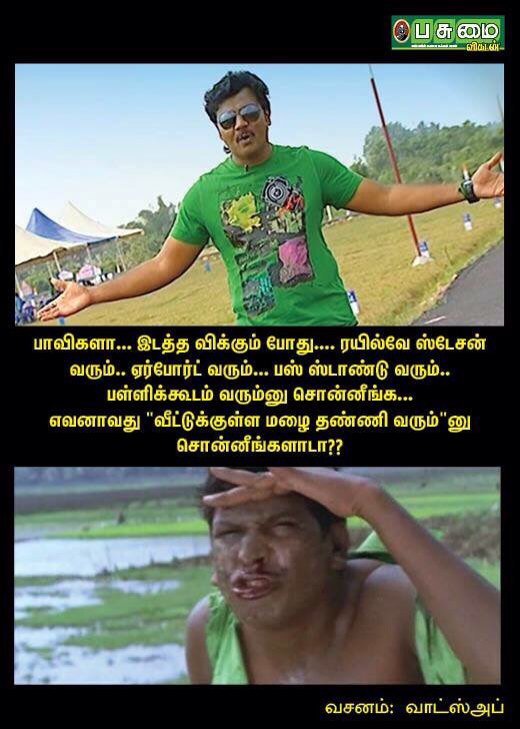 பசுமை
விகடன்
பாவிகளா... இடத்த விக்கும் போது.... ரயில்வே ஸ்டேசன்
வரும்.. ஏர்போர்ட் வரும்... பஸ் ஸ்டாண்டு வரும்..
பள்ளிக்கூடம் வரும்னு சொன்னீங்க...
எவனாவது "வீட்டுக்குள்ள மழை தண்ணி வரும்"னு
சொன்னீங்களாடா??
வசனம்: வாட்ஸ்அப்